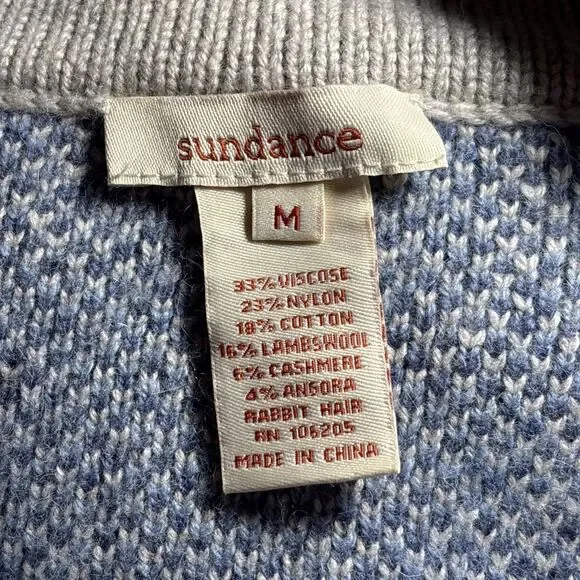 sundance
M
33% VISCOSE
23% NYLON
18% COTTON
16% LAMBSWOOL
6% CASHMERE
4% ANGORA
RABBIT HAIR
RN 106205
MADE IN CHINA